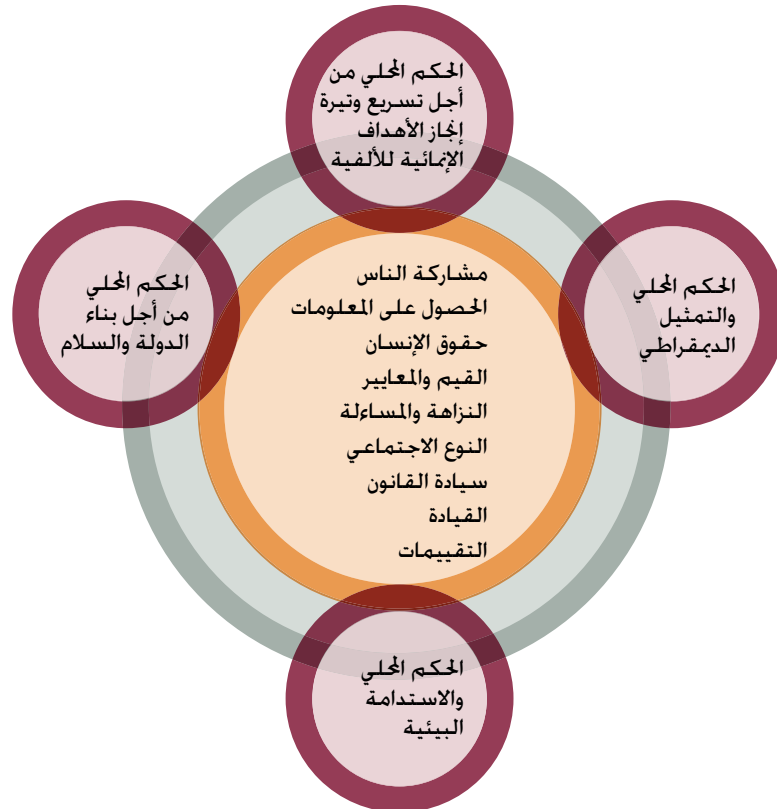 الحكم المحلي من
أجل تسريع وتيرة
إنجاز الأهداف
الإنمائية للألفية
الحكم المحلي
والتمثيل
الديمقراطي
مشاركة الناس
الحصول على المعلومات
حقوق الإنسان
القيم والمعايير
النزاهة والمساءلة
النوع الاجتماعي
سيادة القانون
القيادة
التقييمات
الحكم المحلي
من أجل بناء
الدولة والسلام
الحكم المحلي
والاستدامة
البيئية